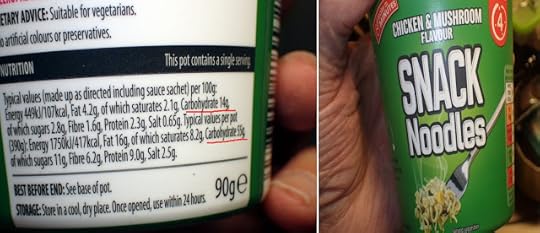 DIETARY ADVICE: Suitable for vegetarians.
No artificial colours or preservatives.
NUTRITION
This pot contains a single serving
Typical values (made up as directed including sauce sachet) per 100g:
Energy 449kJ/107kcal, Fat 4.2g, of which saturates 2.1g, Carbohydrate 14g,
of which sugars 2.8g, Fibre 1.6g, Protein 2.3g, Salt 0.65g. Typical values per pot
(390g): Energy 1750kJ/417kcal, Fat 16g, of which saturates 8.2g, Carbohydrate 55g,
of which sugars 11g, Fibre 6.2g, Protein 9.0g, Salt 2.5g.
BEST BEFORE END: See base of pot.
STORAGE: Store in a cool, dry place. Once opened, use within 24 hours.
90g e
4
CHICKEN & MUSHROOM
FLAVOUR
SNACK
Noodles